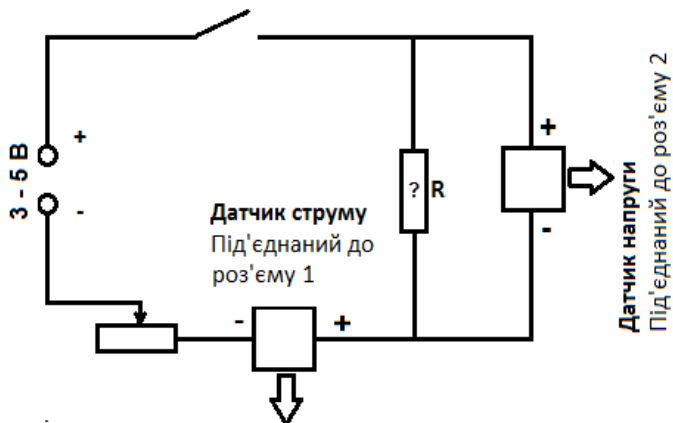 +
3 - 5 В
-
? R
+
-
Датчик напруги
Під'єднаний до роз'єму 2
Датчик струму
Під'єднаний до
роз'єму 1
-
+